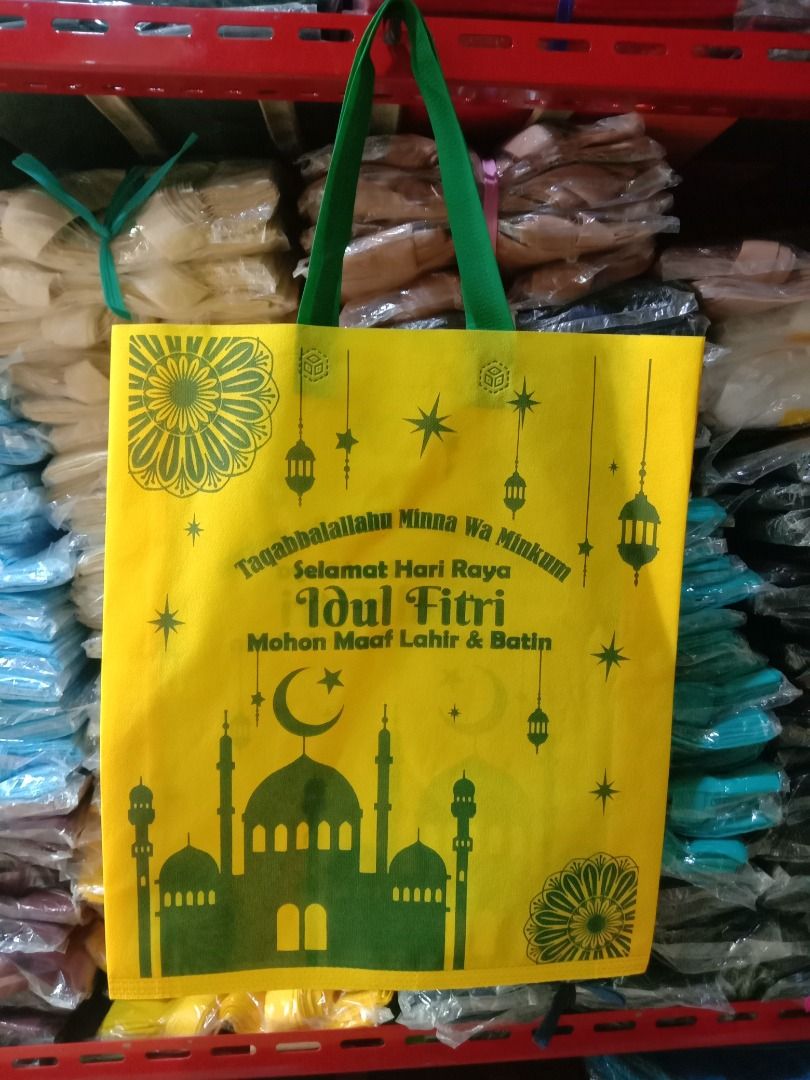 Taqabbalallahu Minna Wa Minkum
Selamat Hari Raya
Idul Fitri
Mohon Maaf Lahir & Batin